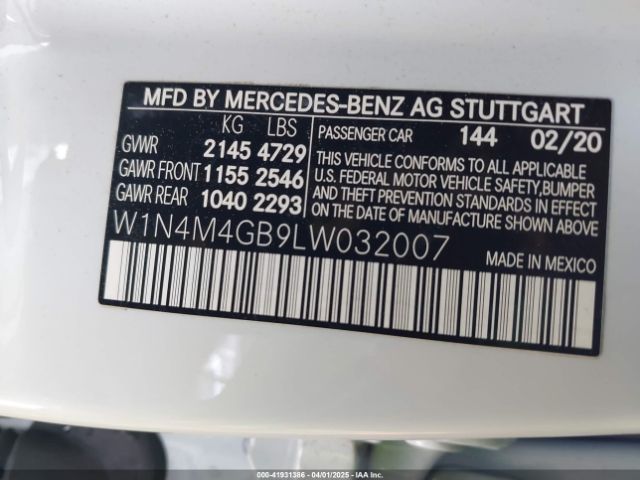 MFD BY MERCEDES-BENZ AG STUTTGART
KG LBS
GVWR 2145 4729
GAWR FRONT 1155 2546
GAWR REAR 1040 2293
PASSENGER CAR 144 02/20
THIS VEHICLE CONFORMS TO ALL APPLICABLE
U.S. FEDERAL MOTOR VEHICLE SAFETY, BUMPER
AND THEFT PREVENTION STANDARDS IN EFFECT
ON THE DATE OF MANUFACTURE SHOWN ABOVE
W1N4M4GB9LW032007
MADE IN MEXICO
000-41931386 - 04/01/2025 - IAA Inc.